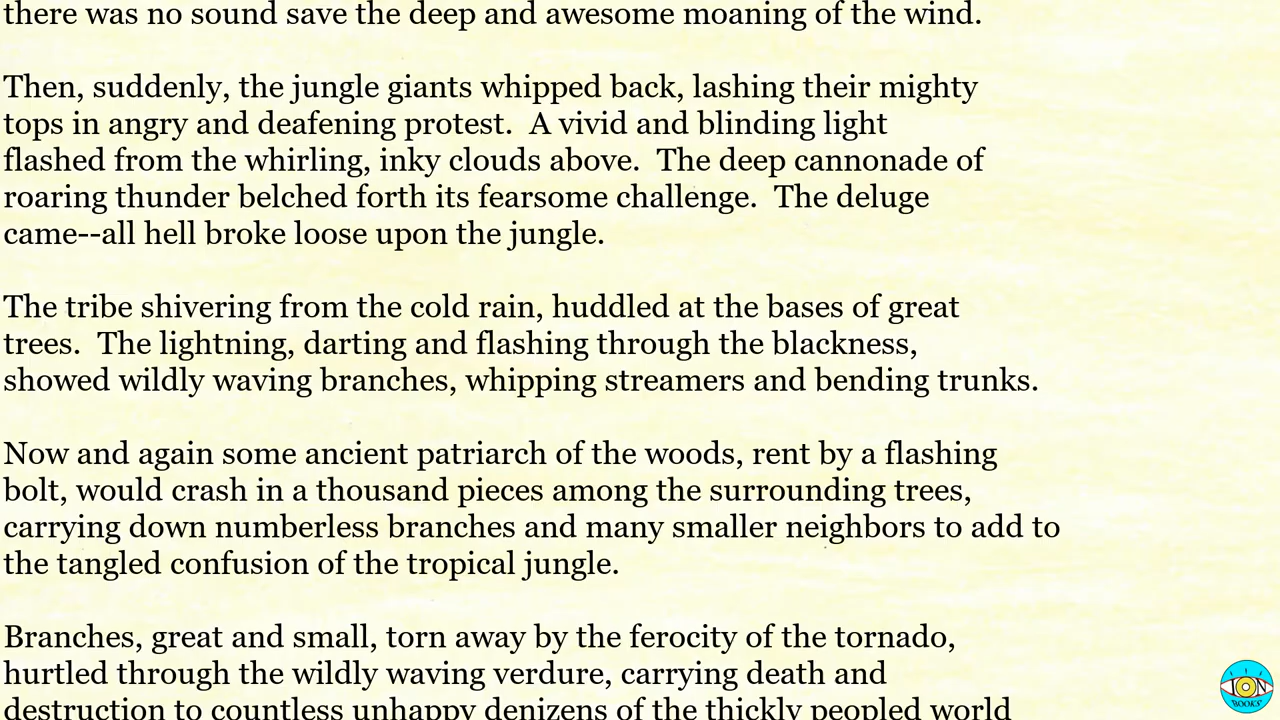 there was no sound save the deep and awesome moaning of the wind.
Then, suddenly, the jungle giants whipped back, lashing their mighty
tops in angry and deafening protest.  A vivid and blinding light
flashed from the whirling, inky clouds above.  The deep cannonade of
roaring thunder belched forth its fearsome challenge.  The deluge
came--all hell broke loose upon the jungle.
The tribe shivering from the cold rain, huddled at the bases of great
trees.  The lightning, darting and flashing through the blackness,
showed wildly waving branches, whipping streamers and bending trunks.
Now and again some ancient patriarch of the woods, rent by a flashing
bolt, would crash in a thousand pieces among the surrounding trees,
carrying down numberless branches and many smaller neighbors to add to
the tangled confusion of the tropical jungle.
Branches, great and small, torn away by the ferocity of the tornado,
hurtled through the wildly waving verdure, carrying death and
destruction to countless unhappy denizens of the thickly peopled world
ION
BOOKS